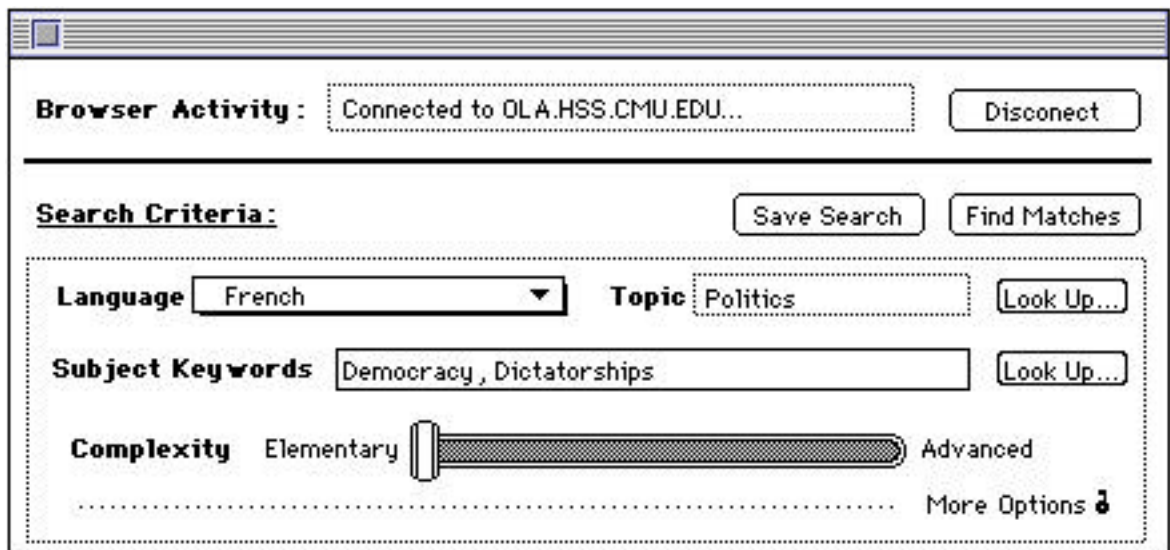 Browser Activity: Connected to OLA.HSS.CMU.EDU... Disconect
Search Criteria: Save Search Find Matches
Language French Topic Politics Look Up...
Subject Keywords Democracy, Dictatorships Look Up...
Complexity Elementary Advanced
More Options